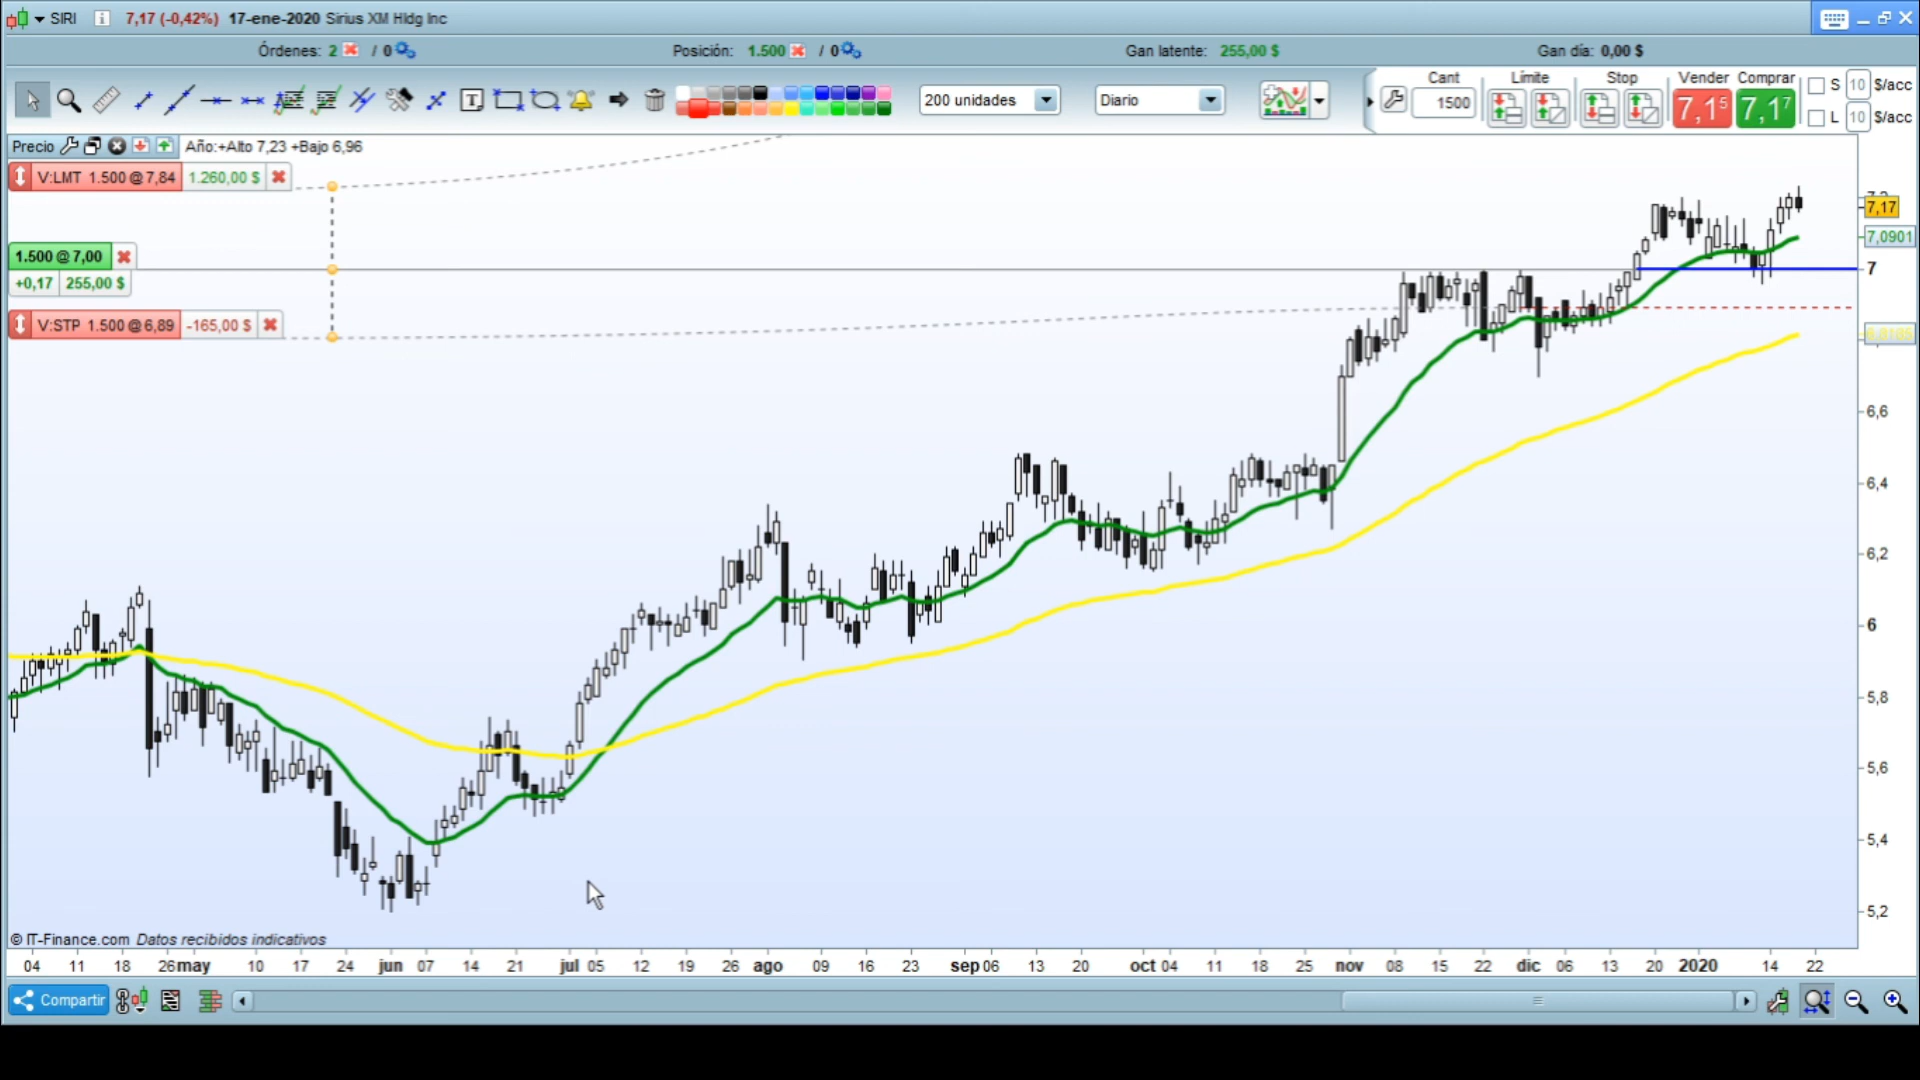 SIRI 7,17 (-0,42%) 17-ene-2020 Sirius XM Hldg Inc
Órdenes: 2 / 0 Posición: 1.500 / 0 Gan latente: 255,00 $ Gan día: 0,00 $
Cant Límite Stop Vender Comprar S 10 $/acc
200 unidades Diario 1500 7,1⁵ 7,1⁷ L 10 $/acc
Precio Año:+Alto 7,23 +Bajo 6,96
V:LMT 1.500 @ 7,84 1.260,00 $
7,17
7,0901
1.500 @ 7,00
7
+0,17 255,00 $
V:STP 1.500 @ 6,89 -165,00 $
6,6
6,4
6,2
6
5,8
5,6
5,4
5,2
© IT-Finance.com Datos recibidos indicativos
04 11 18 26 may 10 17 24 jun 07 14 21 jul 05 12 19 26 ago 09 16 23 sep 06 13 20 oct 04 11 18 25 nov 08 15 22 dic 06 13 20 2020 14 22
Compartir